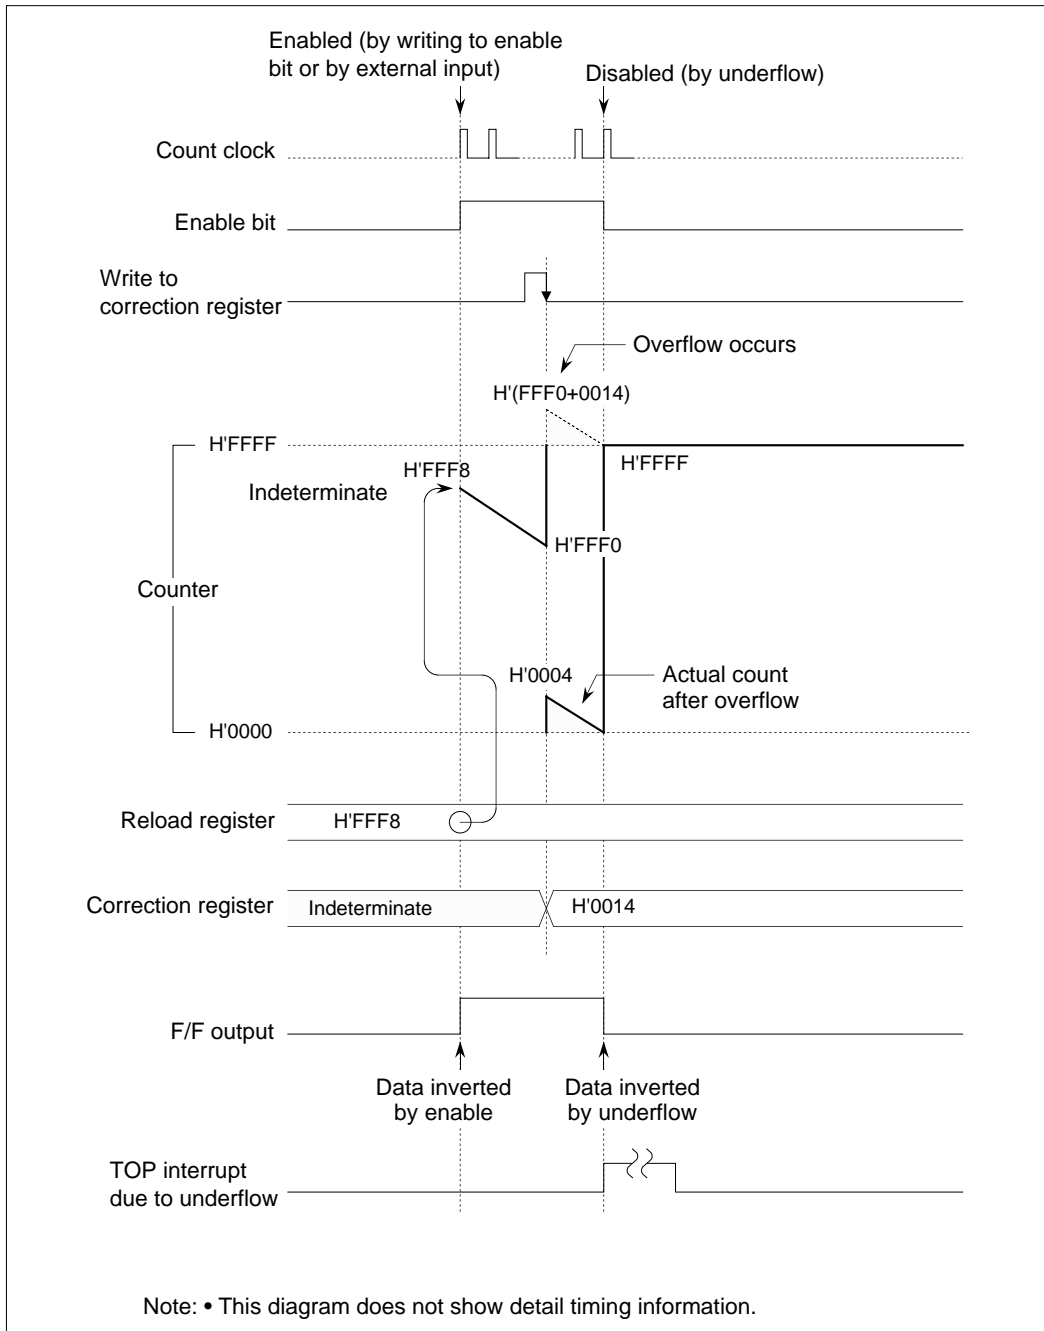 Enabled (by writing to enable
bit or by external input)
Disabled (by underflow)
Count clock
Enable bit
Write to
correction register
Overflow occurs
H'(FFF0+0014)
H'FFFF
H'FFF8
H'FFFF
Indeterminate
H'FFF0
Counter
H'0004
Actual count
after overflow
H'0000
Reload register
H'FFF8
Correction register
Indeterminate
H'0014
F/F output
Data inverted
by enable
Data inverted
by underflow
TOP interrupt
due to underflow
Note: • This diagram does not show detail timing information.